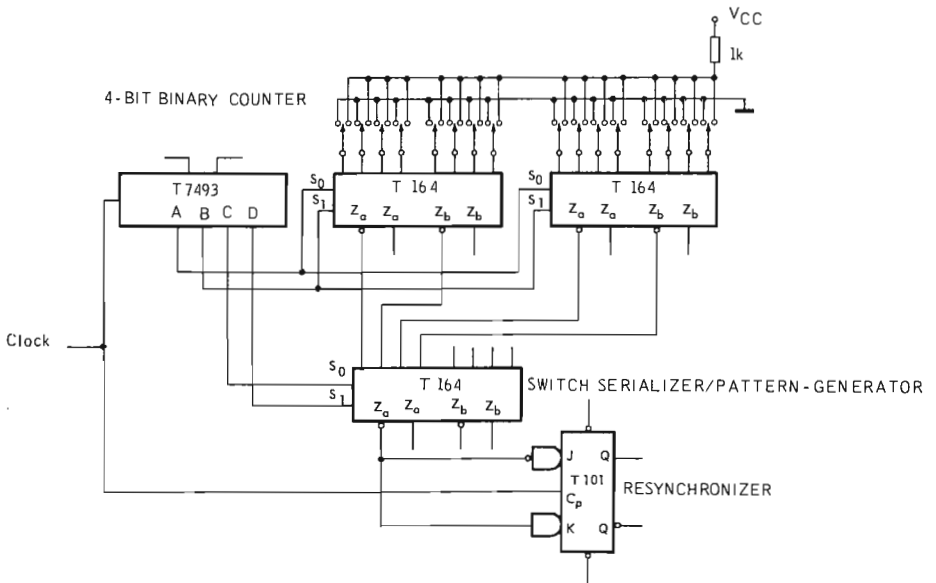 VCC
1k
4-BIT BINARY COUNTER
T 7493
A B C D
S0
S1
T 164
Za Za Zb Zb
S0
S1
T 164
Za Za Zb Zb
Clock
S0
S1
T 164
Za Za Zb Zb
SWITCH SERIALIZER/PATTERN-GENERATOR
J Q
T 101
Cp
K Q
RESYNCHRONIZER